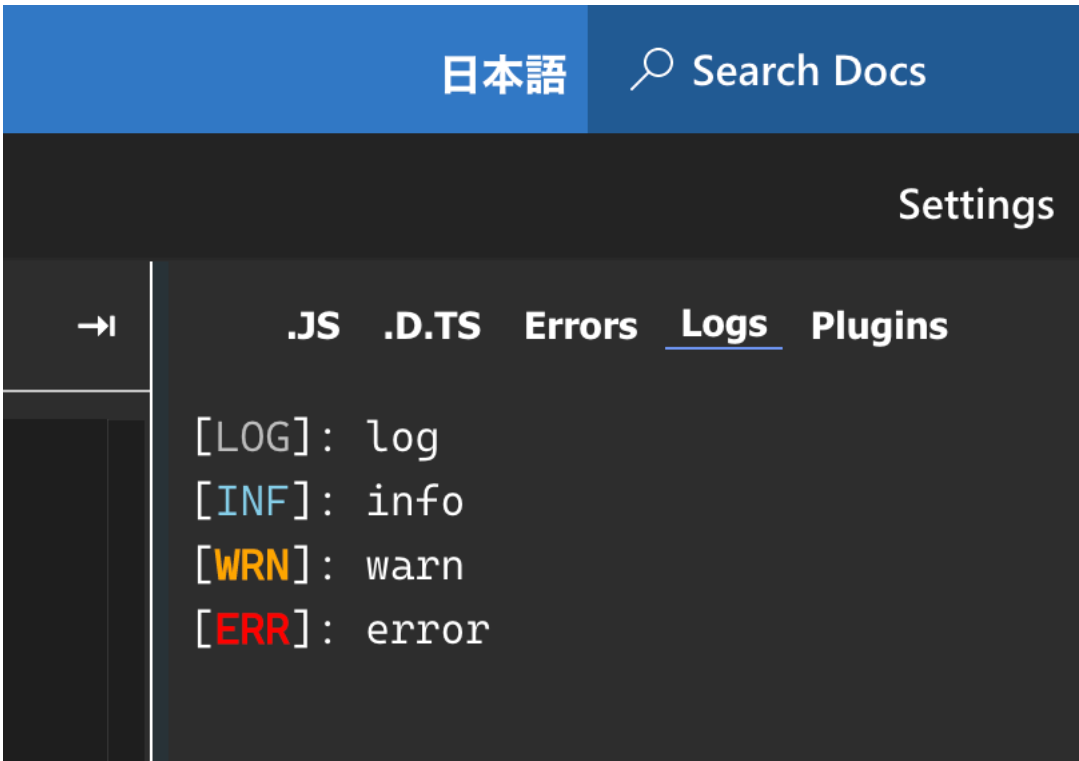 日本語 Search Docs
Settings
.JS .D.TS Errors Logs Plugins
[LOG]: log
[INF]: info
[WRN]: warn
[ERR]: error